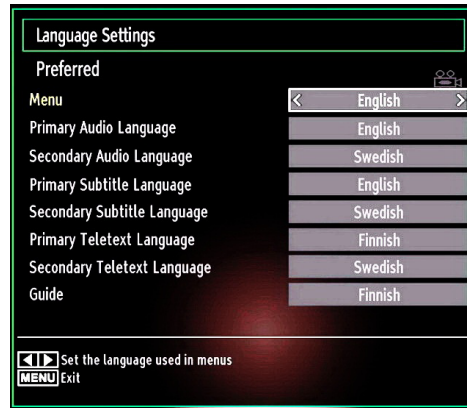 Language Settings
Preferred
Menu English
Primary Audio Language English
Secondary Audio Language Swedish
Primary Subtitle Language English
Secondary Subtitle Language Swedish
Primary Teletext Language Finnish
Secondary Teletext Language Swedish
Guide Finnish
Set the language used in menus
MENU Exit